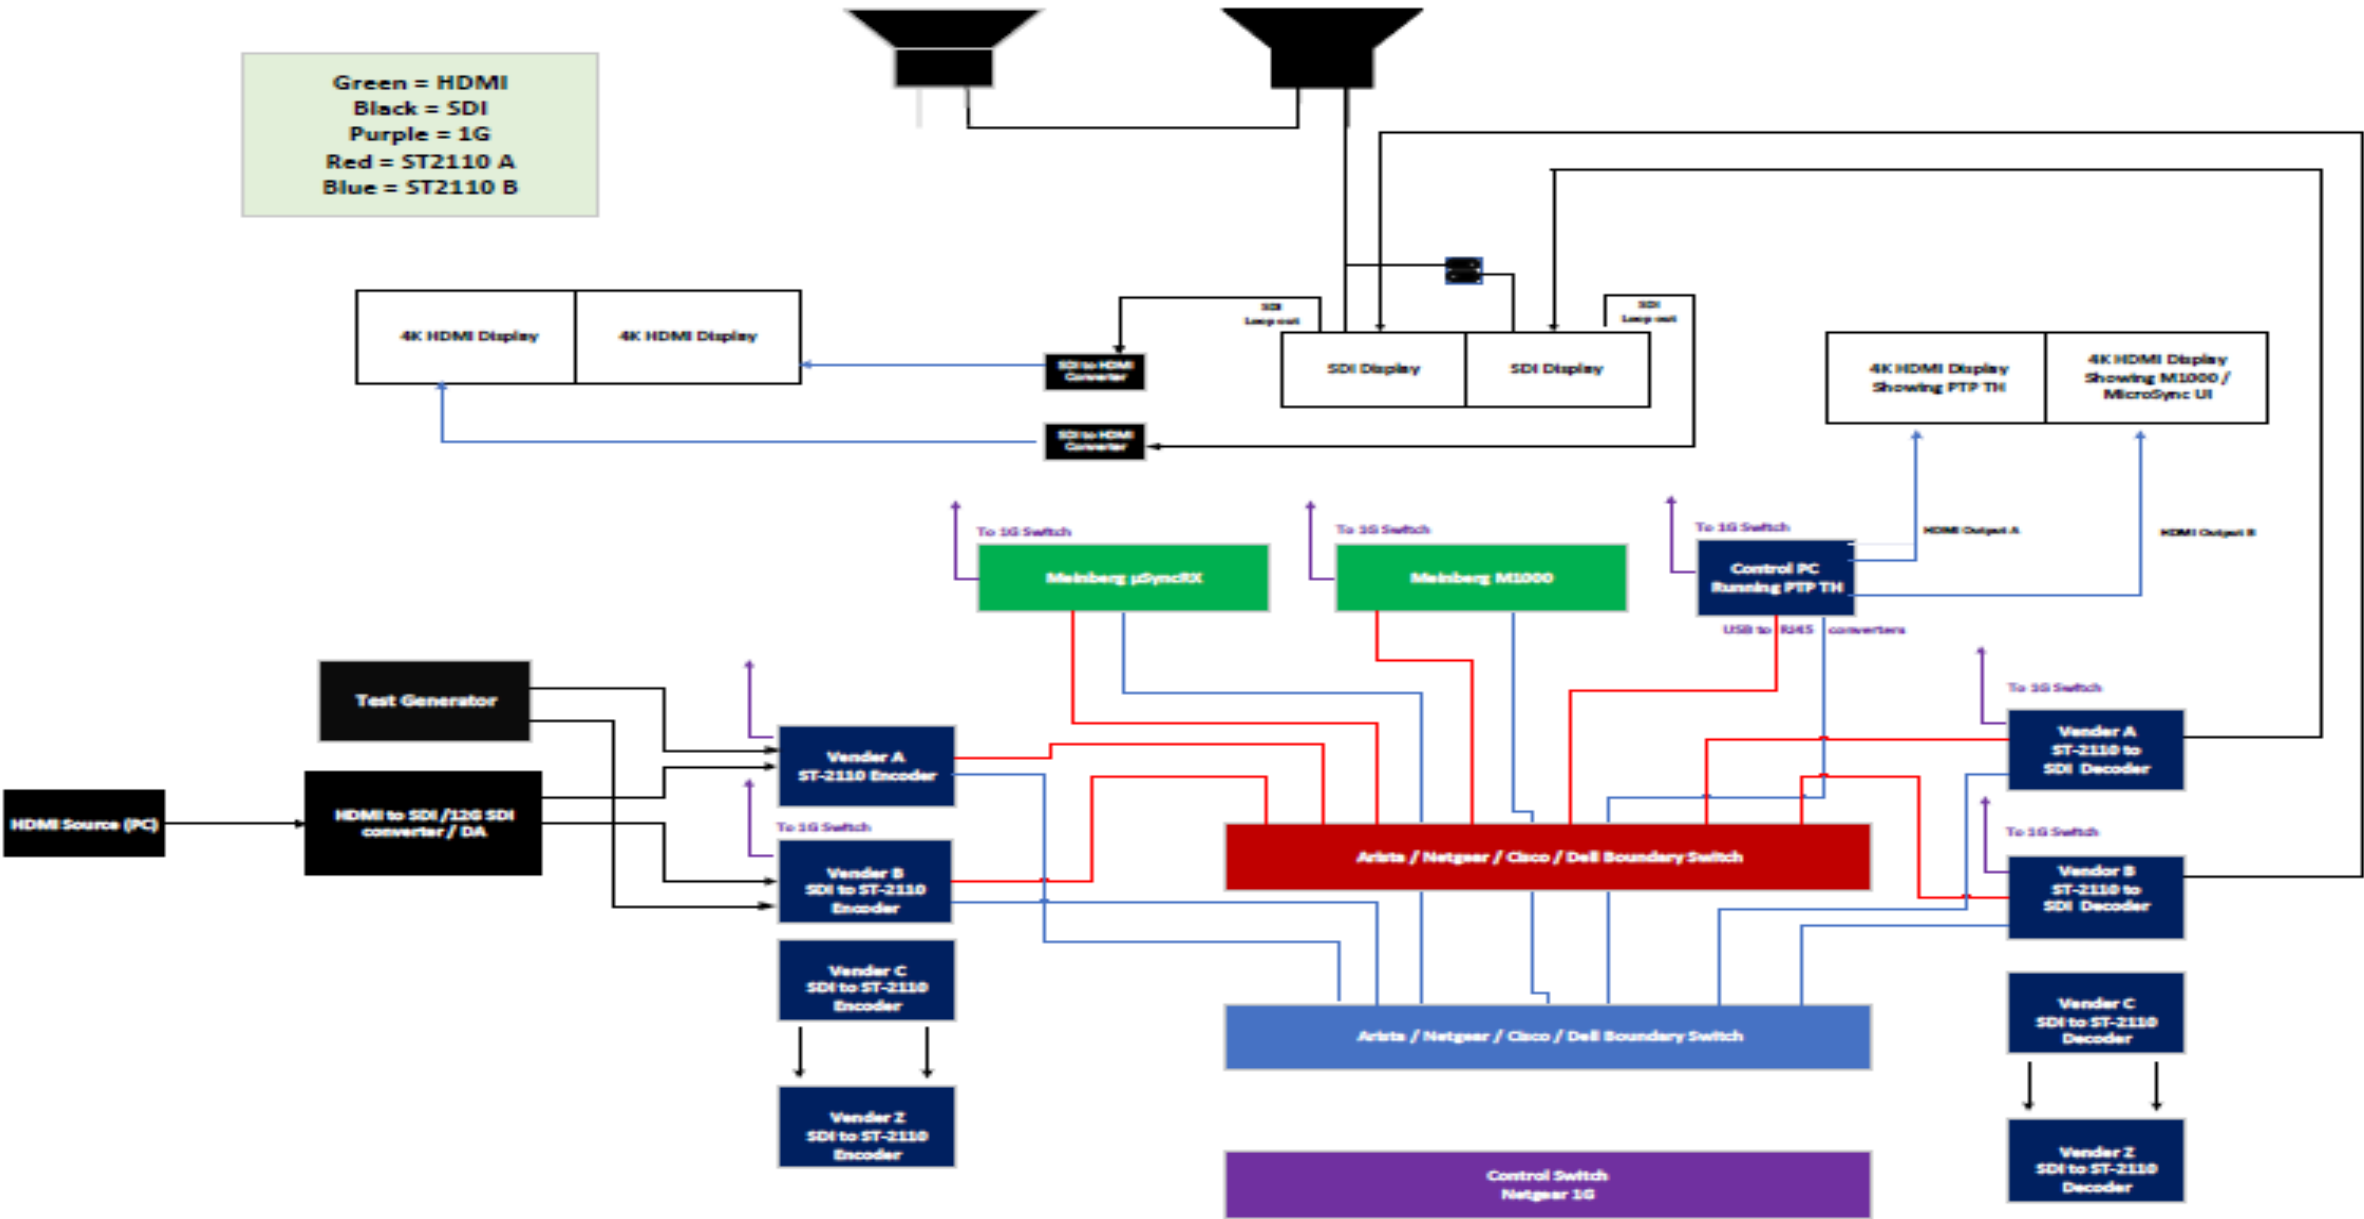 Green = HDMI
Black = SDI
Purple = 1G
Red = ST2110 A
Blue = ST2110 B
4K HDMI Display
4K HDMI Display
SDI to HDMI
Converter
SDI to HDMI
Converter
SDI
Loop out
SDI
Loop out
SDI Display
SDI Display
4K HDMI Display
Showing PTP TH
4K HDMI Display
Showing M1000 /
MicroSync UI
To 1G Switch
Meinberg µSyncRX
To 1G Switch
Meinberg M1000
To 1G Switch
Control PC
Running PTP TH
HDMI Output A
HDMI Output B
USB to RJ45 converters
Test Generator
HDMI Source (PC)
HDMI to SDI /12G SDI
converter / DA
Vender A
ST-2110 Encoder
To 1G Switch
Vender B
SDI to ST-2110
Encoder
Vender C
SDI to ST-2110
Encoder
Vender Z
SDI to ST-2110
Encoder
Arista / Netgear / Cisco / Dell Boundary Switch
Arista / Netgear / Cisco / Dell Boundary Switch
Control Switch
Netgear 1G
To 1G Switch
Vender A
ST-2110 to
SDI Decoder
To 1G Switch
Vendor B
ST-2110 to
SDI Decoder
Vender C
SDI to ST-2110
Decoder
Vender Z
SDI to ST-2110
Decoder